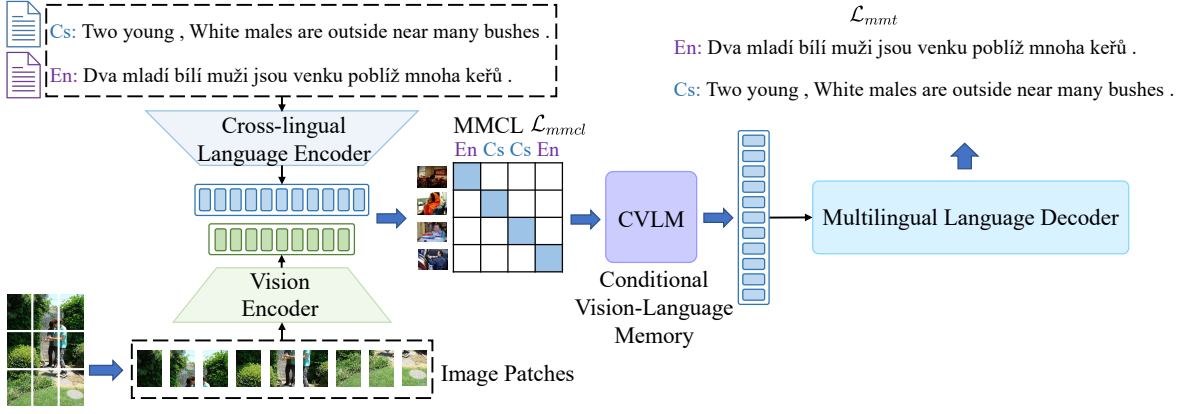 Cs: Two young , White males are outside near many bushes .
En: Dva mladí bílí muži jsou venku poblíž mnoha keřů .
Cross-lingual
Language Encoder
Vision
Encoder
Image Patches
MMCL ℒmmcl
En Cs Cs En
CVLM
Conditional
Vision-Language
Memory
Multilingual Language Decoder
ℒmmt
En: Dva mladí bílí muži jsou venku poblíž mnoha keřů .
Cs: Two young , White males are outside near many bushes .